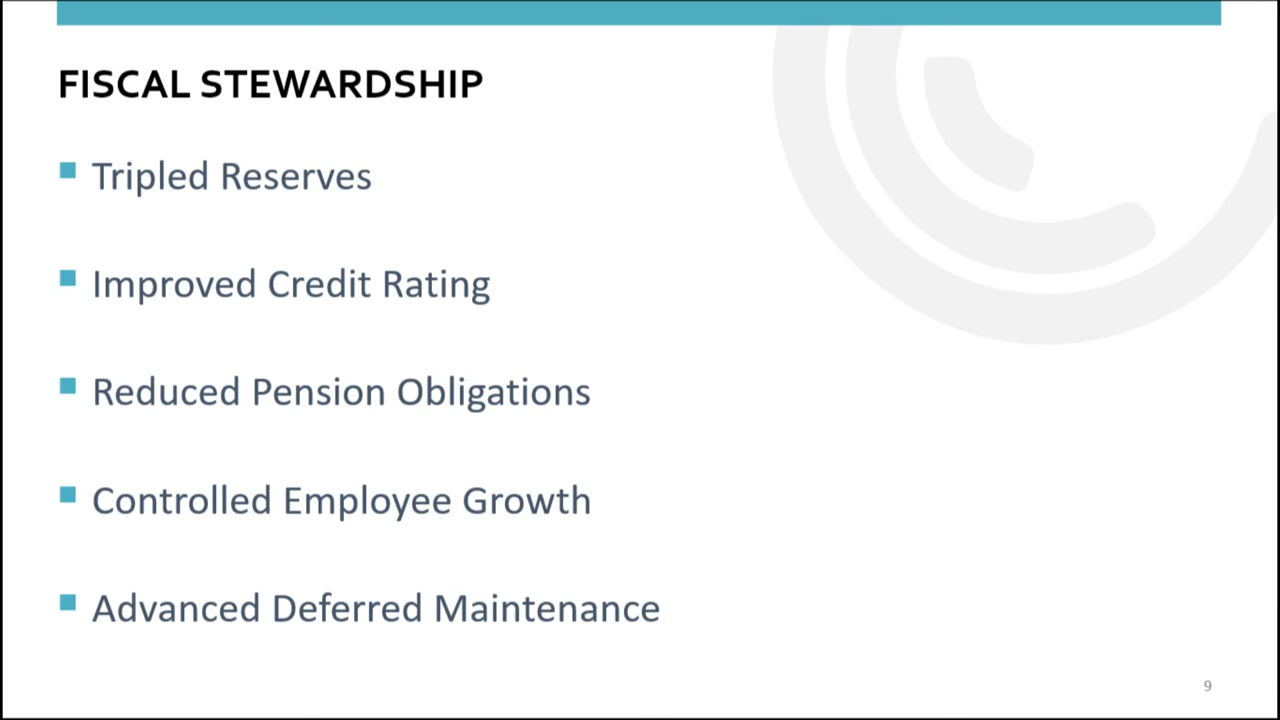 FISCAL STEWARDSHIP
Tripled Reserves
Improved Credit Rating
Reduced Pension Obligations
Controlled Employee Growth
Advanced Deferred Maintenance
9